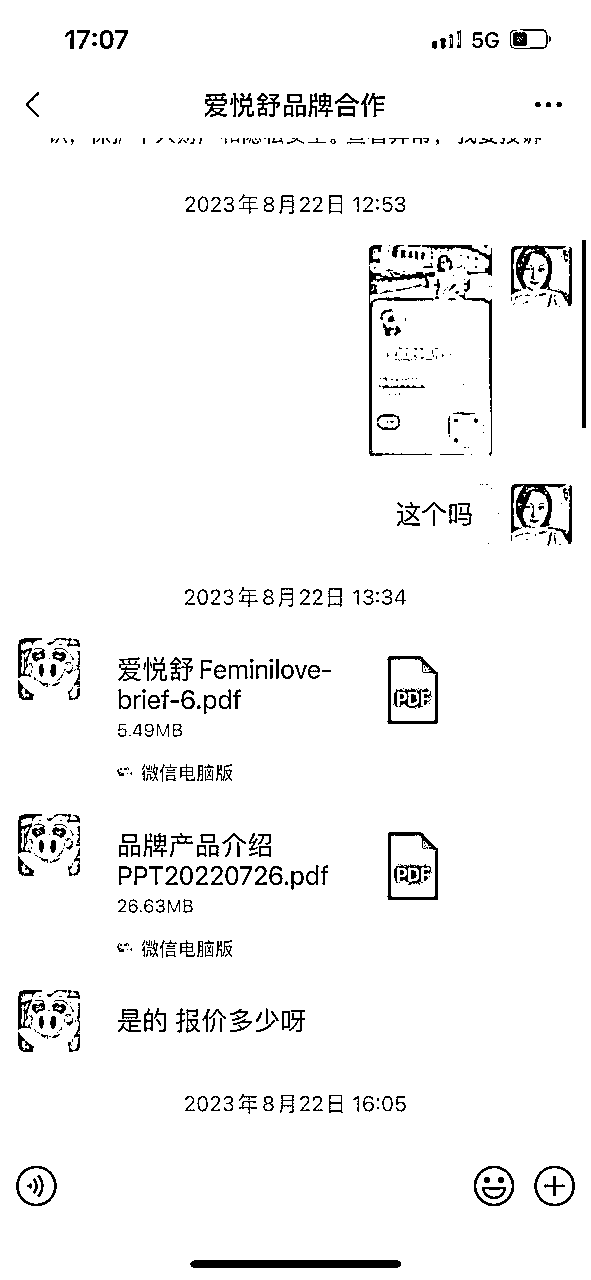 17:07
5G
爱悦舒品牌合作
2023年8月22日 12:53
这个吗
2023年8月22日 13:34
爱悦舒 Feminilove-
brief-6.pdf
5.49MB
PDF
微信电脑版
品牌产品介绍
PPT20220726.pdf
26.63MB
PDF
微信电脑版
是的 报价多少呀
2023年8月22日 16:05